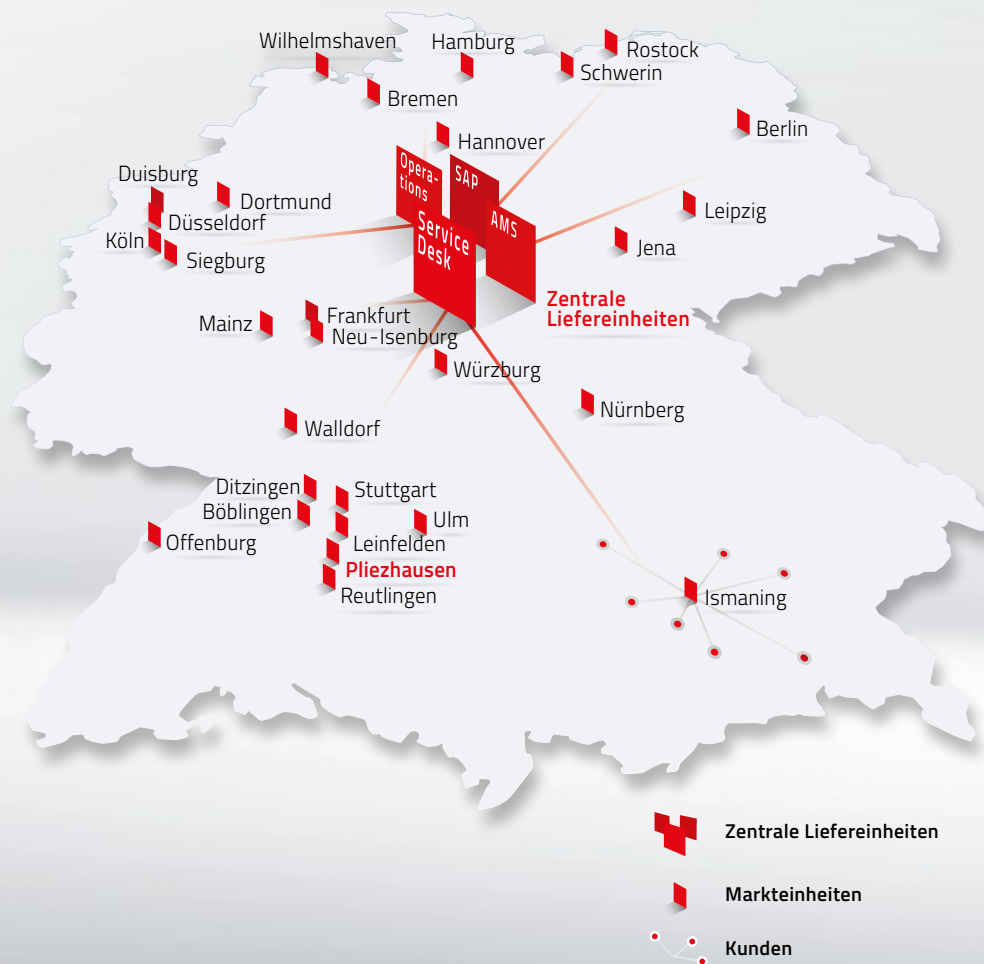 Wilhelmshaven
Hamburg
Rostock
Schwerin
Bremen
Berlin
Hannover
Opera-
tions
SAP
Duisburg
Dortmund
Düsseldorf
Leipzig
AMS
Service
Desk
Köln
Siegburg
Jena
Zentrale
Liefereinheiten
Mainz
Frankfurt
Neu-Isenburg
Würzburg
Nürnberg
Walldorf
Ditzingen
Stuttgart
Böblingen
Ulm
Offenburg
Leinfelden
Pliezhausen
Reutlingen
Ismaning
Zentrale Liefereinheiten
Markteinheiten
Kunden